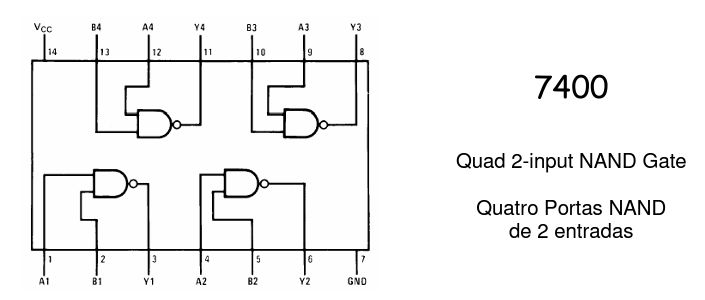 VCC B4 A4 Y4 B3 A3 Y3
14 13 12 11 10 9 8
1 2 3 4 5 6 7
A1 B1 Y1 A2 B2 Y2 GND
7400
Quad 2-input NAND Gate
Quatro Portas NAND
de 2 entradas